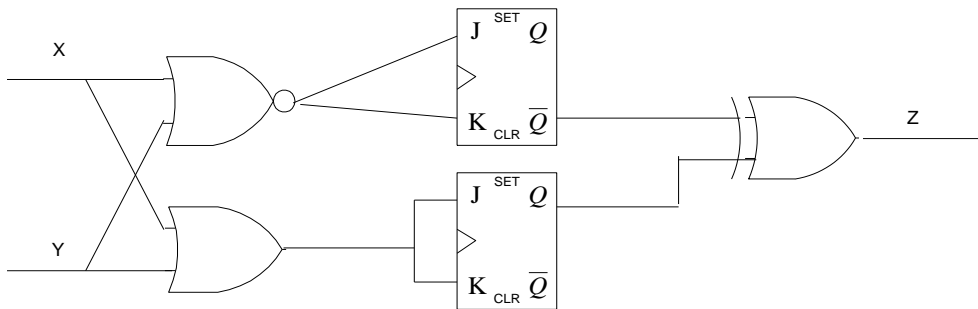 X
Y
J SET Q
K CLR Q̅
J SET Q
K CLR Q̅
Z